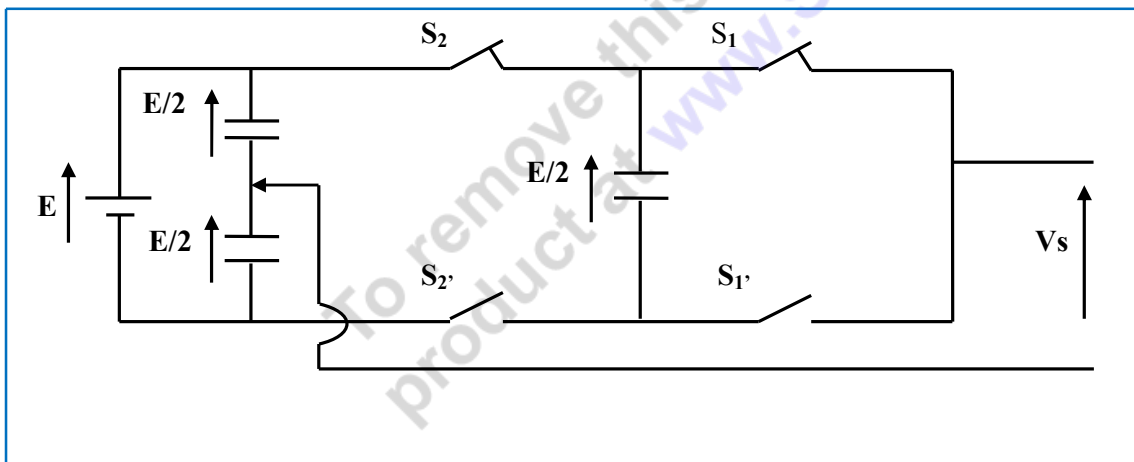 S₂
S₁
E/2
E/2
E
E/2
Vs
S₂’
S₁’
To remove this
product at www.s